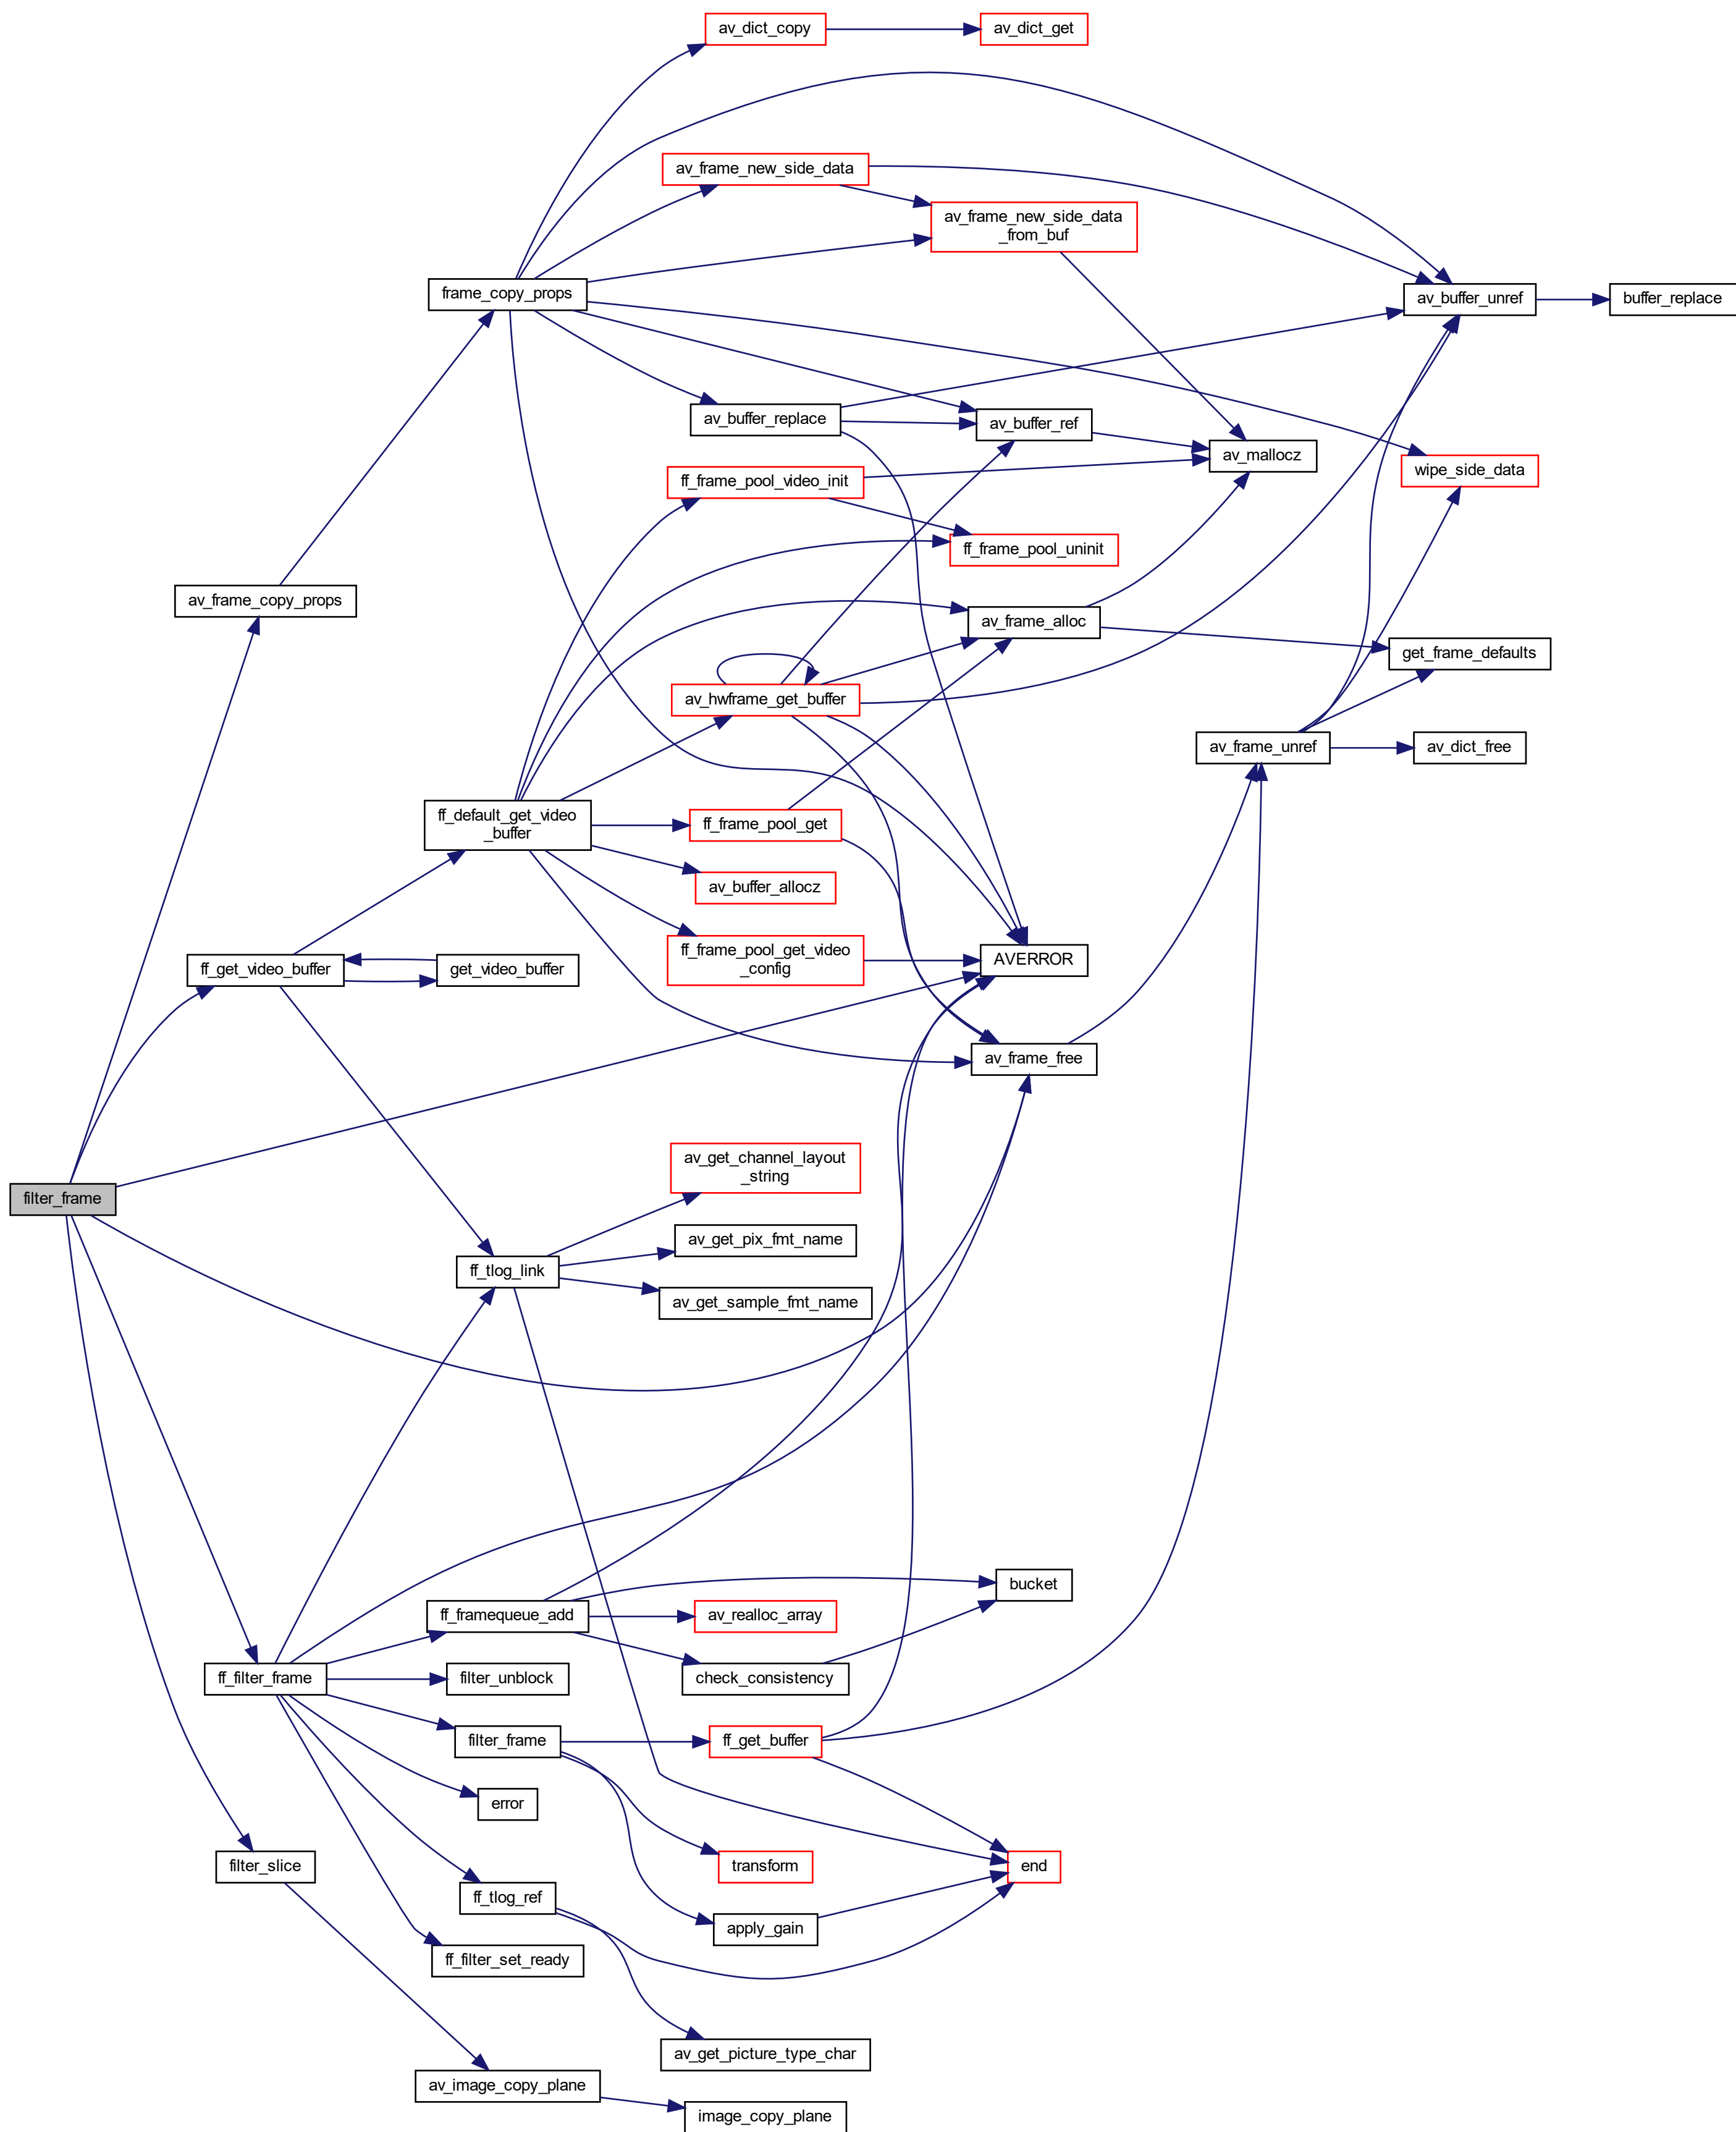 av_dict_copy
av_dict_get
av_frame_new_side_data
av_frame_new_side_data
_from_buf
frame_copy_props
av_buffer_unref
buffer_replace
av_buffer_replace
av_buffer_ref
av_mallocz
wipe_side_data
ff_frame_pool_video_init
ff_frame_pool_uninit
av_frame_copy_props
av_frame_alloc
get_frame_defaults
av_hwframe_get_buffer
av_frame_unref
av_dict_free
ff_default_get_video
_buffer
ff_frame_pool_get
av_buffer_allocz
ff_frame_pool_get_video
_config
AVERROR
ff_get_video_buffer
get_video_buffer
av_frame_free
av_get_channel_layout
_string
filter_frame
av_get_pix_fmt_name
ff_tlog_link
av_get_sample_fmt_name
bucket
ff_framequeue_add
av_realloc_array
ff_filter_frame
filter_unblock
check_consistency
filter_frame
ff_get_buffer
error
filter_slice
transform
end
ff_tlog_ref
apply_gain
ff_filter_set_ready
av_get_picture_type_char
av_image_copy_plane
image_copy_plane